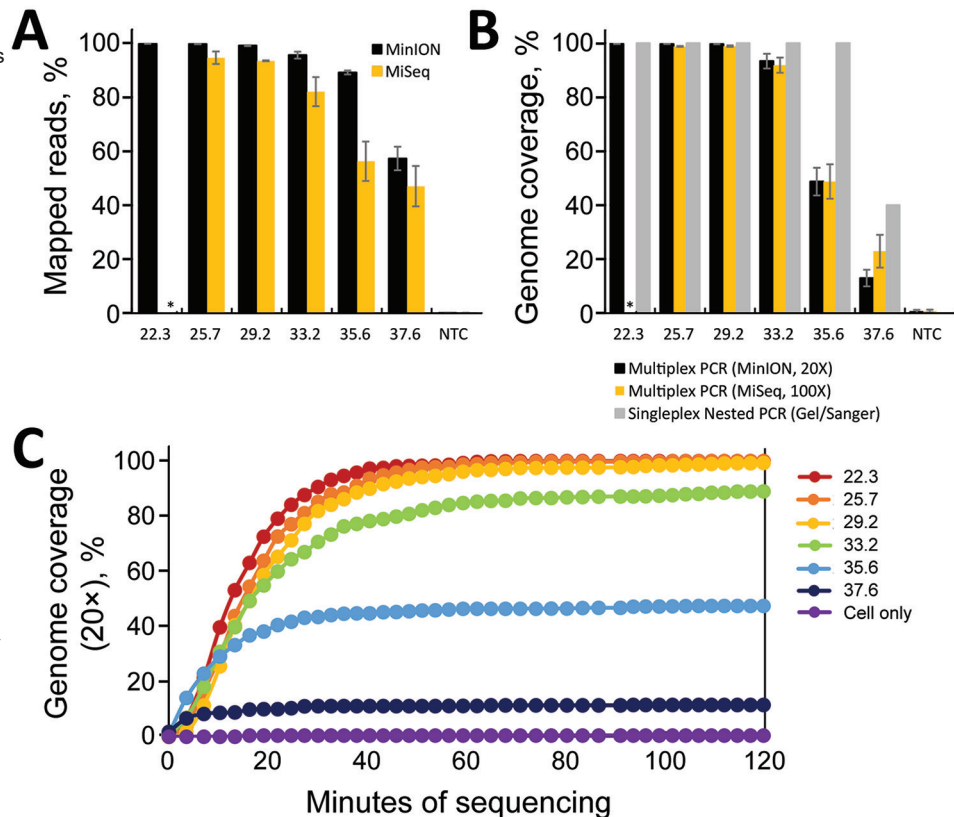 s
A
Mapped reads, %
100
80
60
40
20
0
MinION
MiSeq
*
22.3 25.7 29.2 33.2 35.6 37.6 NTC
B
Genome coverage, %
100
80
60
40
20
0
*
22.3 25.7 29.2 33.2 35.6 37.6 NTC
Multiplex PCR (MinION, 20X)
Multiplex PCR (MiSeq, 100X)
Singleplex Nested PCR (Gel/Sanger)
C
Genome coverage
(20×), %
100
80
60
40
20
0
0 20 40 60 80 100 120
Minutes of sequencing
22.3
25.7
29.2
33.2
35.6
37.6
Cell only